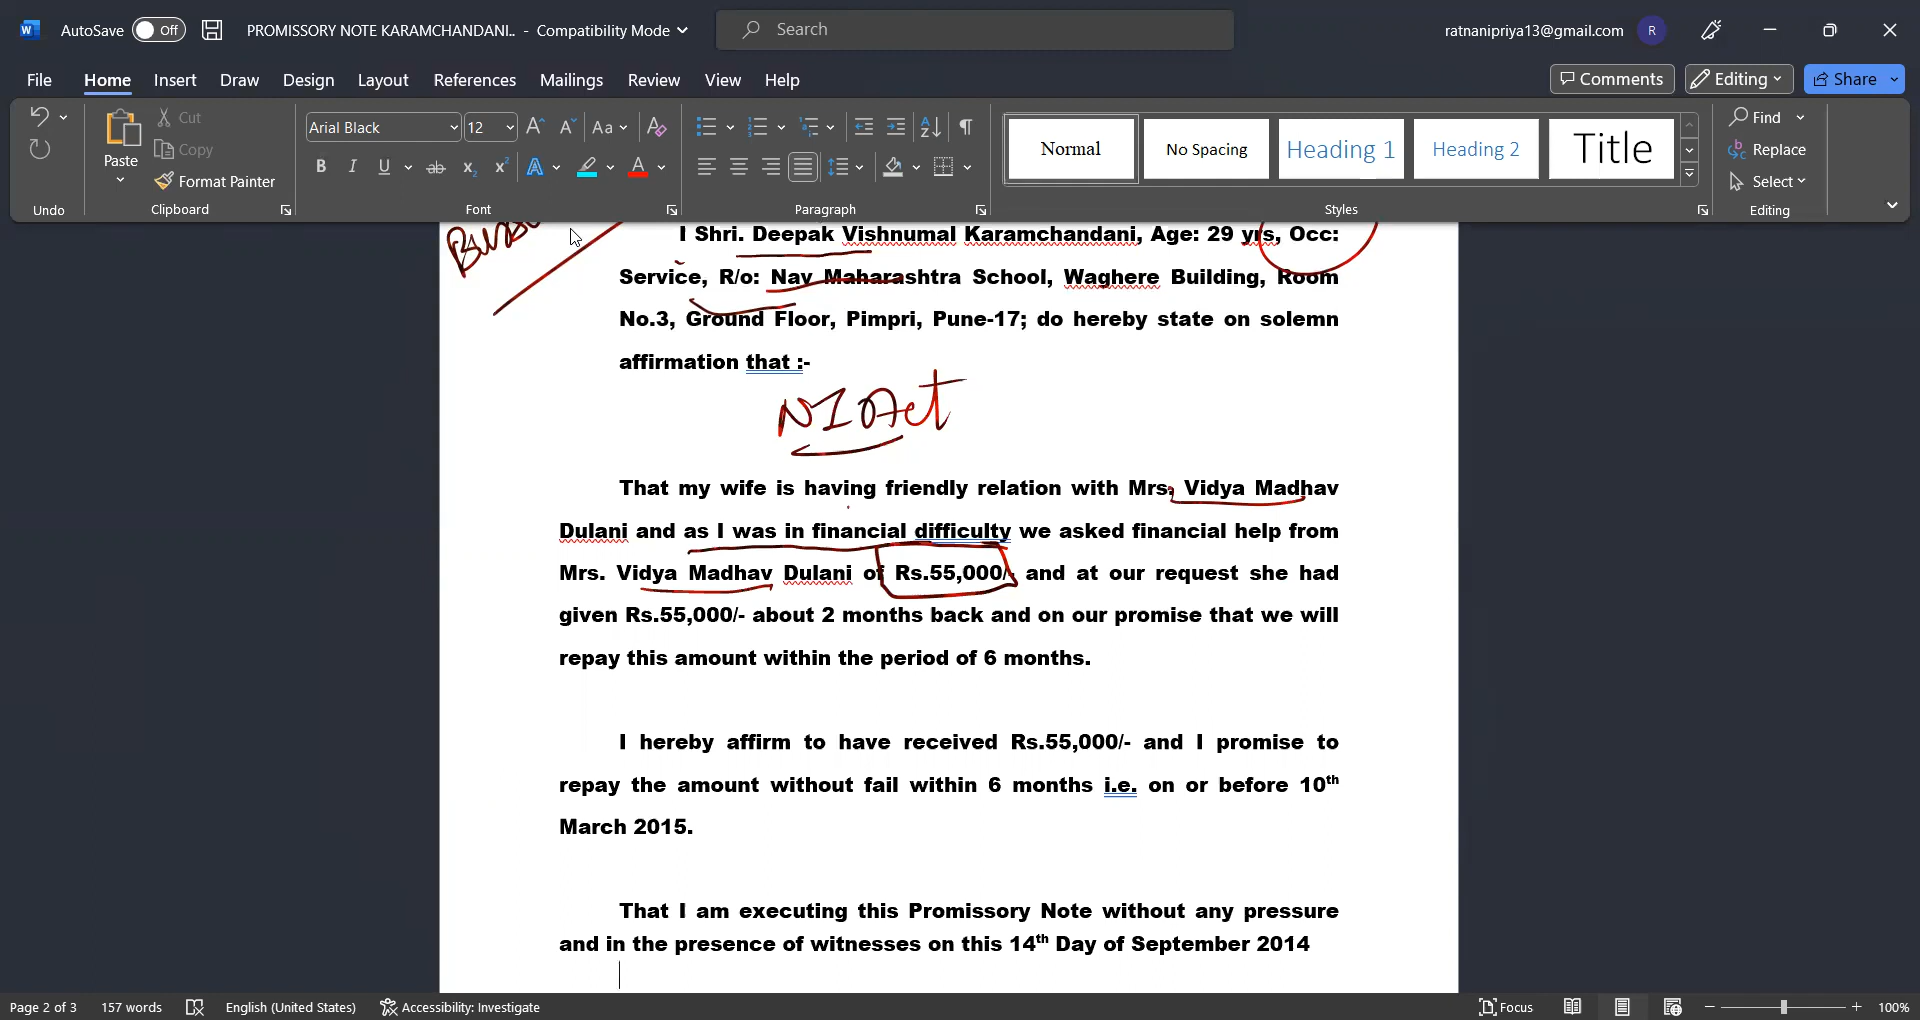 AutoSave Off PROMISSORY NOTE KARAMCHANDANI.. - Compatibility Mode Search ratnanipriya13@gmail.com R
File Home Insert Draw Design Layout References Mailings Review View Help Comments Editing Share
Paste Cut Copy Format Painter
Arial Black 12 Aa
B I U ab x₂ x² A A
Normal No Spacing Heading 1 Heading 2 Title
Find Replace Select
Undo Clipboard Font Paragraph Styles Editing
I Shri. Deepak Vishnumal Karamchandani, Age: 29 yrs, Occ:
Service, R/o: Nav Maharashtra School, Waghere Building, Room
No.3, Ground Floor, Pimpri, Pune-17; do hereby state on solemn
affirmation that :-
NI Act
That my wife is having friendly relation with Mrs. Vidya Madhav
Dulani and as I was in financial difficulty we asked financial help from
Mrs. Vidya Madhav Dulani of Rs.55,000/- and at our request she had
given Rs.55,000/- about 2 months back and on our promise that we will
repay this amount within the period of 6 months.
I hereby affirm to have received Rs.55,000/- and I promise to
repay the amount without fail within 6 months i.e. on or before 10th
March 2015.
That I am executing this Promissory Note without any pressure
and in the presence of witnesses on this 14th Day of September 2014
Page 2 of 3 157 words English (United States) Accessibility: Investigate Focus 100%